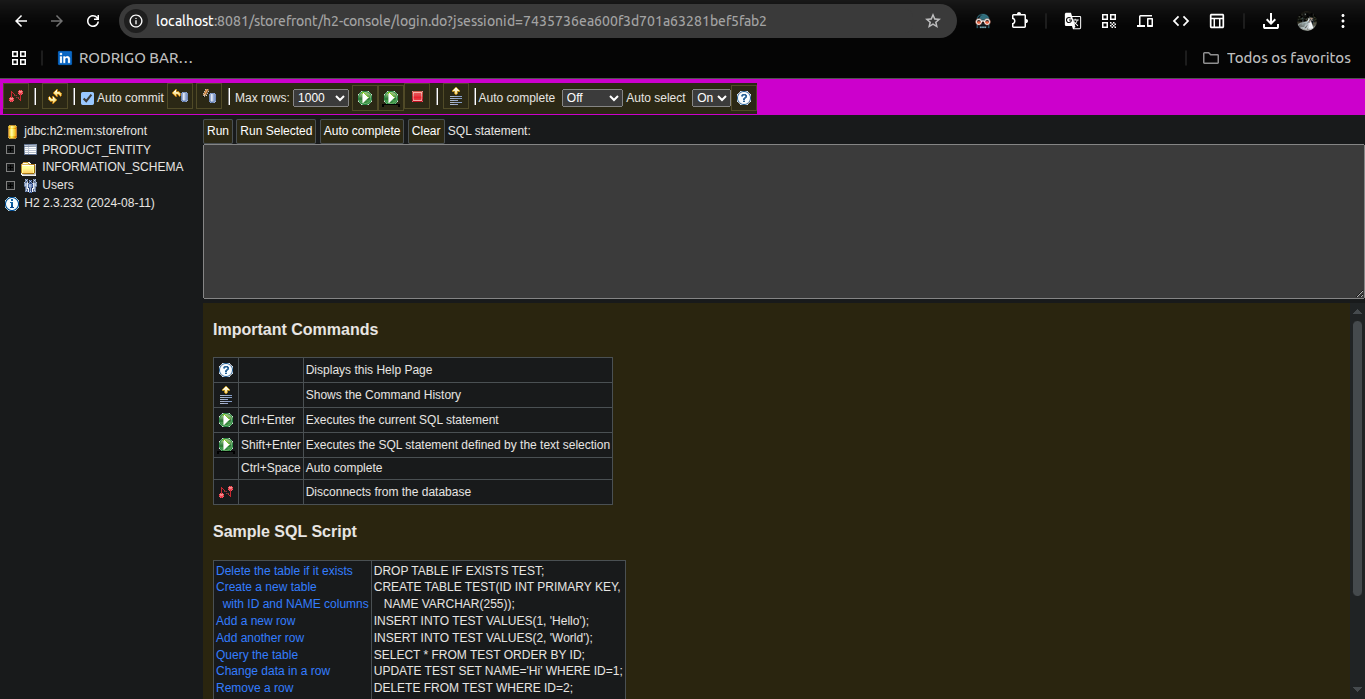 localhost:8081/storefront/h2-console/login.do?jsessionid=7435736ea600f3d701a63281bef5fab2
in RODRIGO BAR...
Todos os favoritos
Auto commit Max rows: 1000 Auto complete Off Auto select On
jdbc:h2:mem:storefront
PRODUCT_ENTITY
INFORMATION_SCHEMA
Users
H2 2.3.232 (2024-08-11)
Run Run Selected Auto complete Clear SQL statement:
Important Commands
Displays this Help Page
Shows the Command History
Ctrl+Enter Executes the current SQL statement
Shift+Enter Executes the SQL statement defined by the text selection
Ctrl+Space Auto complete
Disconnects from the database
Sample SQL Script
Delete the table if it exists DROP TABLE IF EXISTS TEST;
Create a new table CREATE TABLE TEST(ID INT PRIMARY KEY,
with ID and NAME columns NAME VARCHAR(255));
Add a new row INSERT INTO TEST VALUES(1, 'Hello');
Add another row INSERT INTO TEST VALUES(2, 'World');
Query the table SELECT * FROM TEST ORDER BY ID;
Change data in a row UPDATE TEST SET NAME='Hi' WHERE ID=1;
Remove a row DELETE FROM TEST WHERE ID=2;